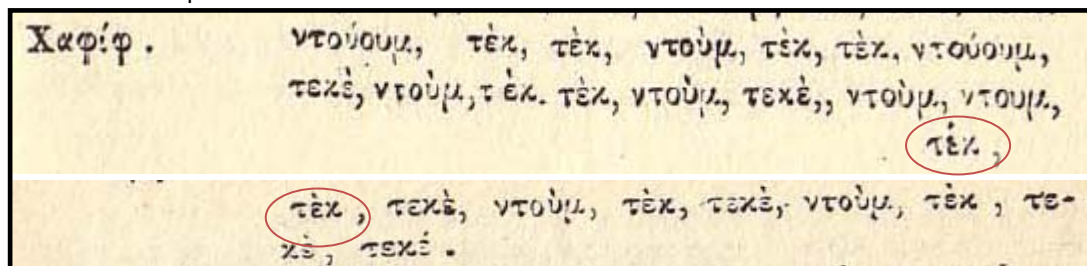 Χαφίφ. ντούουμ, τὲκ, τὲκ, ντοὺμ, τὲκ, τὲκ, ντούουμ,
τεκὲ, ντοὺμ, τ ὲκ. τὲκ, ντοὺμ, τεκὲ,, ντοὺμ, ντουμ,
τὲκ,
τὲκ, τεκὲ, ντοὺμ, τὲκ, τεκὲ, ντοὺμ, τὲκ, τε-
κὲ, τεκέ.